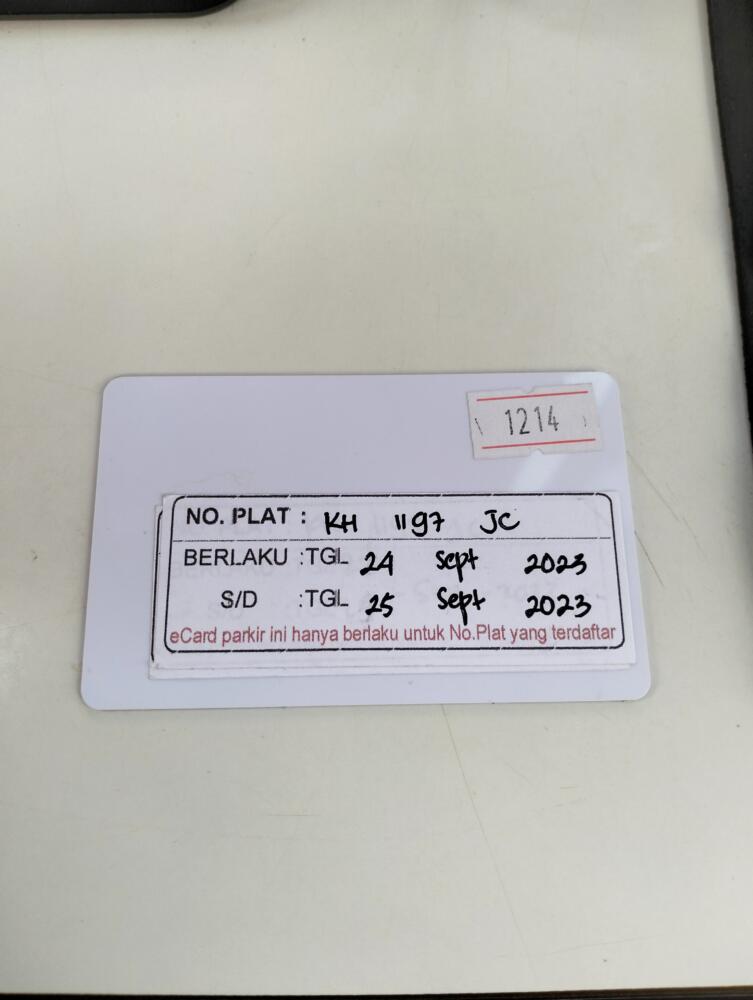 1214
NO. PLAT : KH 1197 JC
BERLAKU :TGL 24 Sept 2023
S/D :TGL 25 Sept 2023
eCard parkir ini hanya berlaku untuk No.Plat yang terdaftar